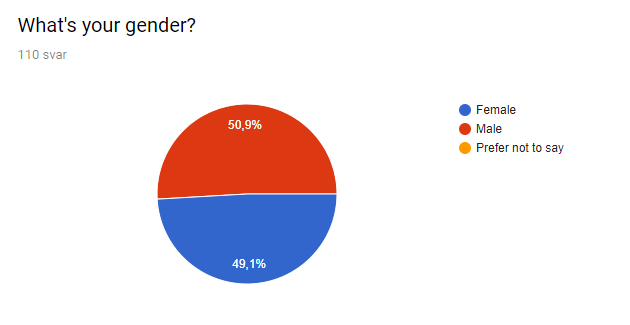 What's your gender?
110 svar
Female
Male
Prefer not to say
50,9%
49,1%